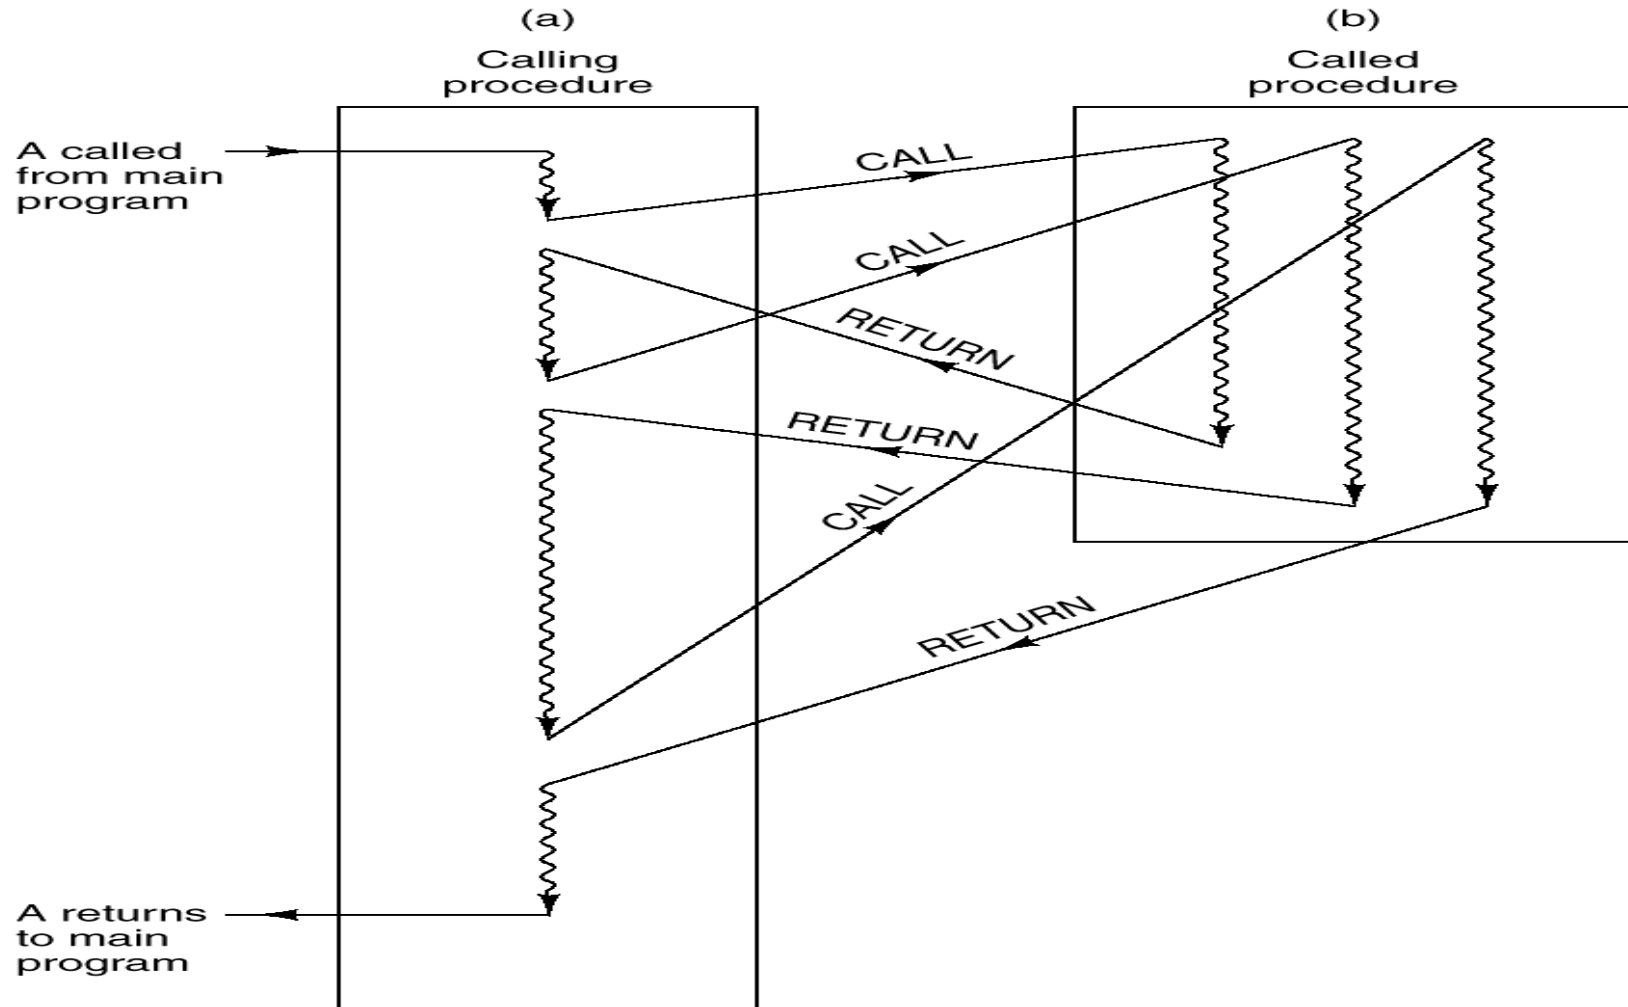 (a)
Calling
procedure
(b)
Called
procedure
A called
from main
program
CALL
CALL
RETURN
RETURN
CALL
RETURN
A returns
to main
program